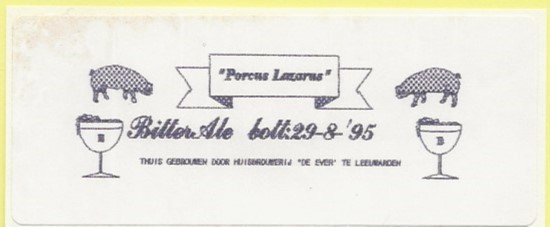 "Porcus Lazarus"
Bitter Ale bott:29-8-'95
B B
THUIS GEBROUWEN DOOR HUISBROUWERIJ "DE EVER" TE LEEUWARDEN